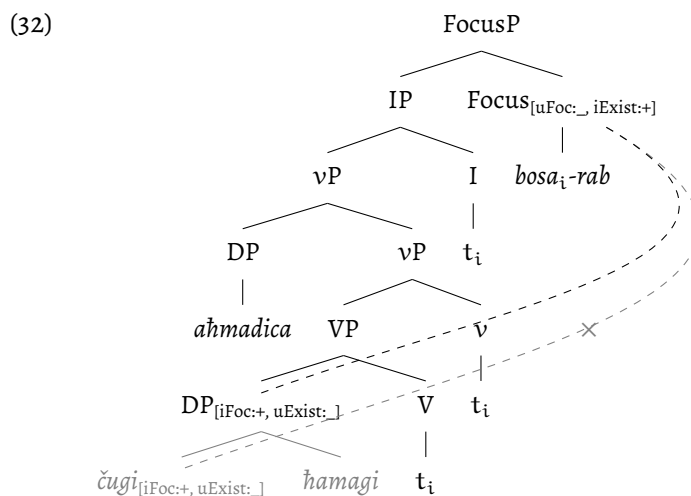 (32)
FocusP
IP Focus[uFoc:_, iExist:+]
vP I bosaᵢ-rab
DP vP tᵢ
aħmadica VP v
×
DP[iFoc:+, uExist:_] V tᵢ
čugi[iFoc:+, uExist:_] ħamagi tᵢ